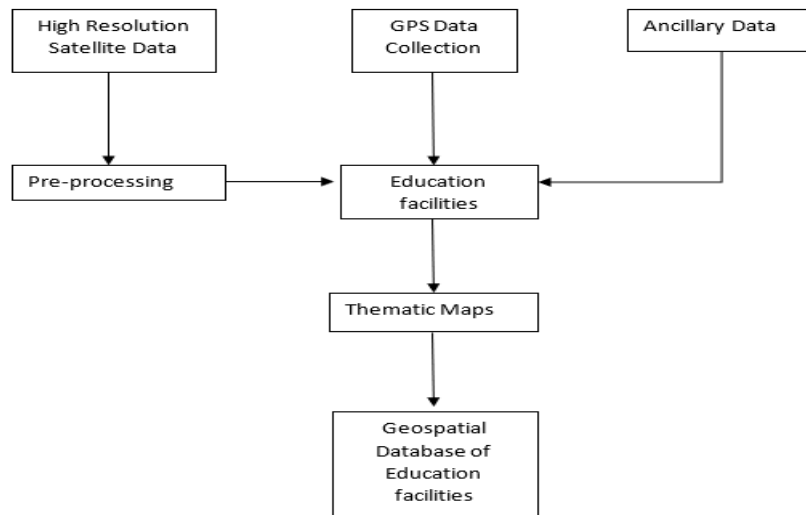 High Resolution
Satellite Data
GPS Data
Collection
Ancillary Data
Pre-processing
Education
facilities
Thematic Maps
Geospatial
Database of
Education
facilities